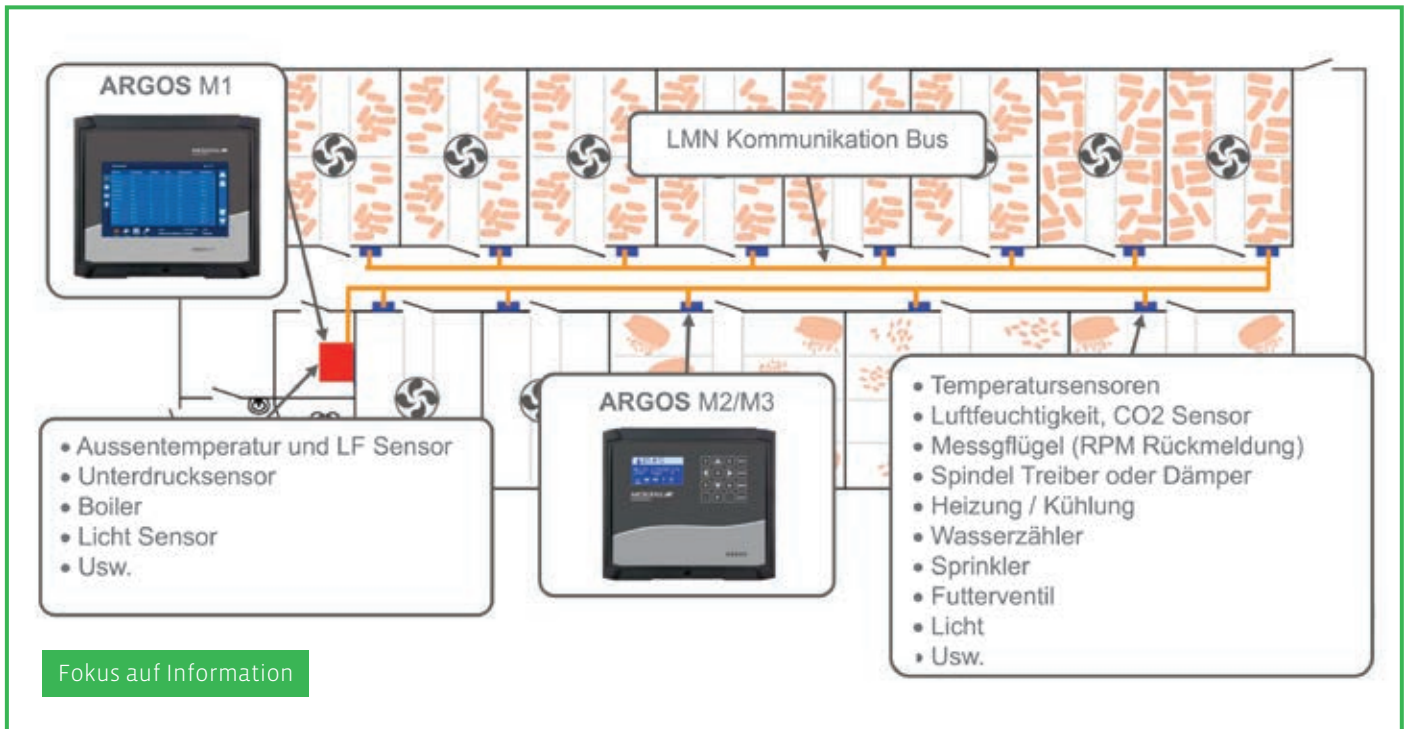 ARGOS M1
LMN Kommunikation Bus
ARGOS M2/M3
• Aussentemperatur und LF Sensor
• Unterdrucksensor
• Boiler
• Licht Sensor
• Usw.
• Temperatursensoren
• Luftfeuchtigkeit, CO2 Sensor
• Messgflügel (RPM Rückmeldung)
• Spindel Treiber oder Dämper
• Heizung / Kühlung
• Wasserzähler
• Sprinkler
• Futterventil
• Licht
• Usw.
Fokus auf Information